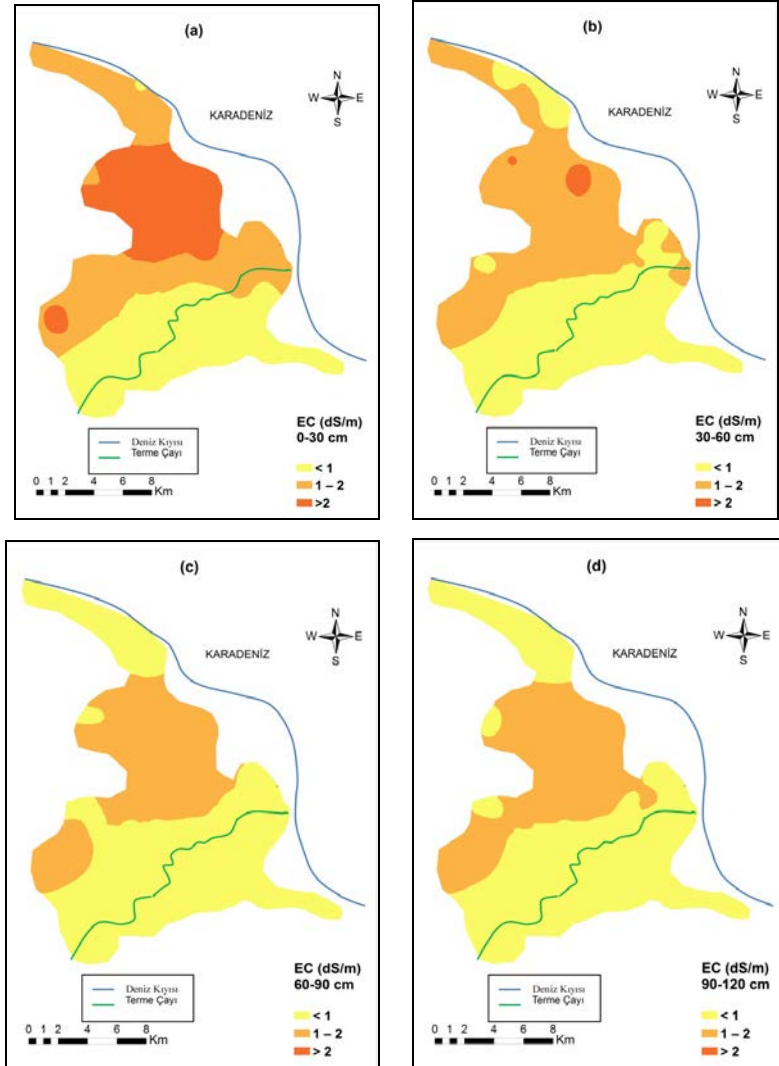 (a)
N
W E
S
KARADENİZ
Deniz Kıyısı
Terme Çayı
0 1 2 4 6 8
Km
EC (dS/m)
0-30 cm
< 1
1 – 2
>2
(b)
N
W E
S
KARADENİZ
Deniz Kıyısı
Terme Çayı
0 1 2 4 6 8
Km
EC (dS/m)
30-60 cm
< 1
1 – 2
> 2
(c)
N
W E
S
KARADENİZ
Deniz Kıyısı
Terme Çayı
0 1 2 4 6 8
Km
EC (dS/m)
60-90 cm
< 1
1 – 2
> 2
(d)
N
W E
S
KARADENİZ
Deniz Kıyısı
Terme Çayı
0 1 2 4 6 8
Km
EC (dS/m)
90-120 cm
< 1
1 – 2
> 2